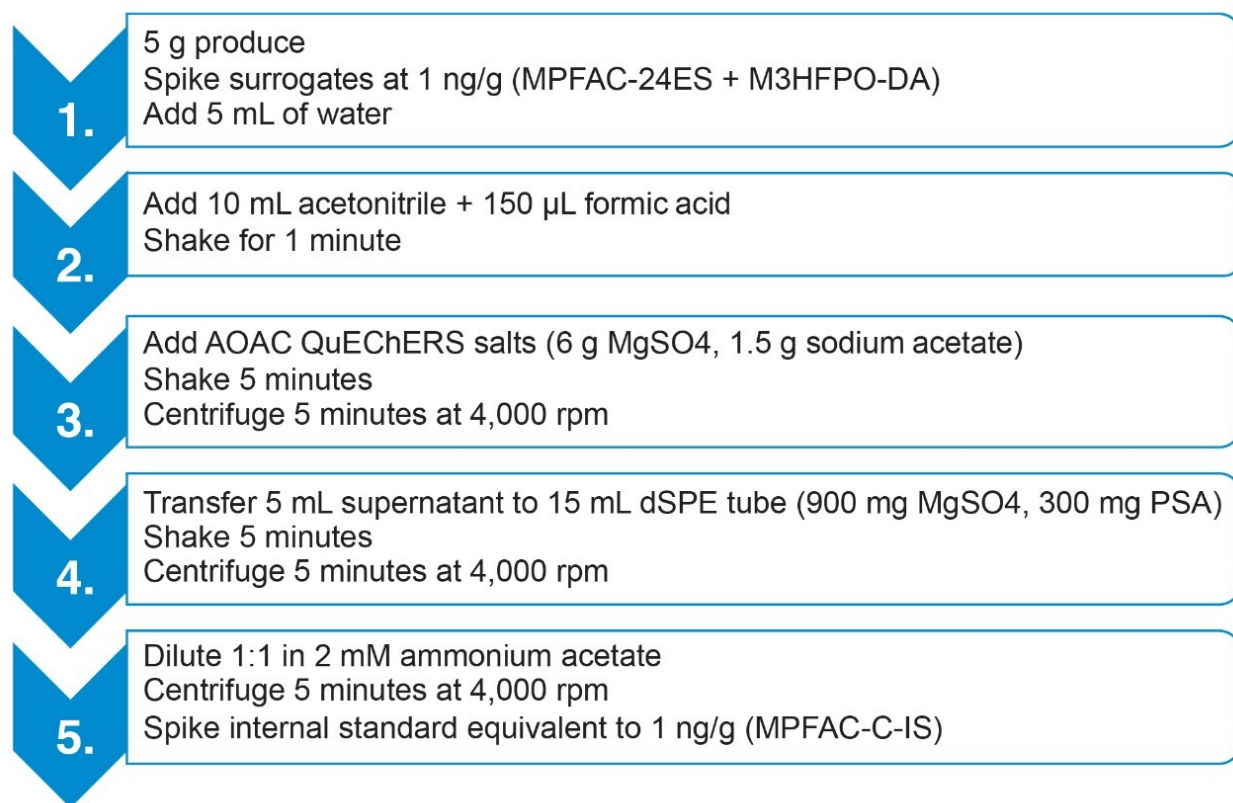 1.
5 g produce
Spike surrogates at 1 ng/g (MPFAC-24ES + M3HFPO-DA)
Add 5 mL of water
2.
Add 10 mL acetonitrile + 150 µL formic acid
Shake for 1 minute
3.
Add AOAC QuEChERS salts (6 g MgSO4, 1.5 g sodium acetate)
Shake 5 minutes
Centrifuge 5 minutes at 4,000 rpm
4.
Transfer 5 mL supernatant to 15 mL dSPE tube (900 mg MgSO4, 300 mg PSA)
Shake 5 minutes
Centrifuge 5 minutes at 4,000 rpm
5.
Dilute 1:1 in 2 mM ammonium acetate
Centrifuge 5 minutes at 4,000 rpm
Spike internal standard equivalent to 1 ng/g (MPFAC-C-IS)